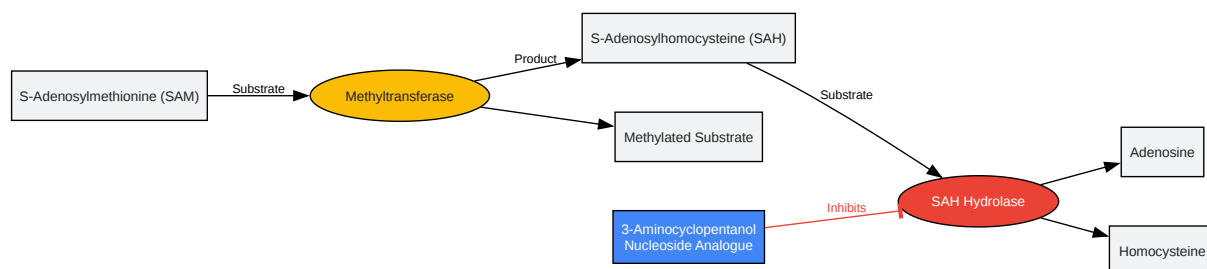 S-Adenosylmethionine (SAM)
Substrate
Methyltransferase
Product
S-Adenosylhomocysteine (SAH)
Methylated Substrate
Substrate
3-Aminocyclopentanol
Nucleoside Analogue
Inhibits
SAH Hydrolase
Adenosine
Homocysteine